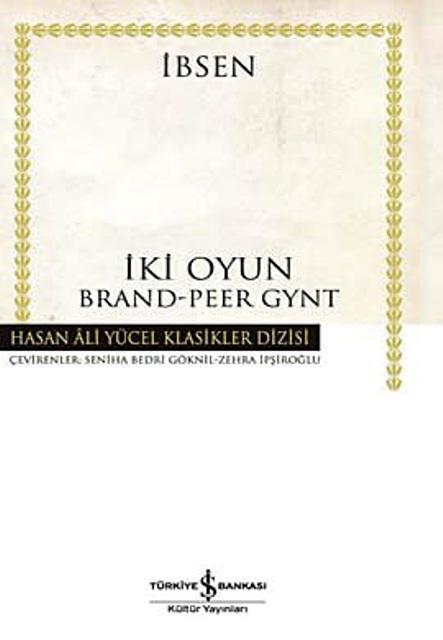 İBSEN
İKİ OYUN
BRAND-PEER GYNT
HASAN ÂLİ YÜCEL KLASİKLER DİZİSİ
ÇEVİRENLER: SENİHA BEDRİ GÖKNİL-ZEHRA İPŞİROĞLU
TÜRKİYE İŞ BANKASI
Kültür Yayınları